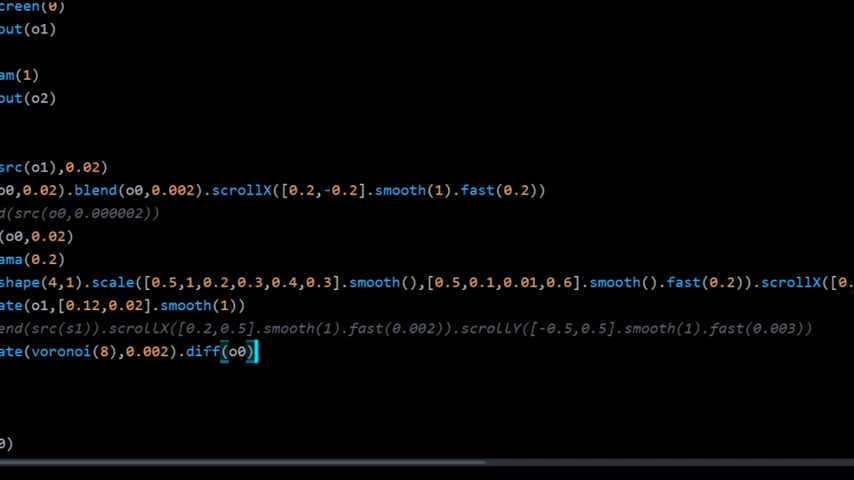 creen(0)
out(o1)
am(1)
out(o2)
src(o1),0.02)
o0,0.02).blend(o0,0.002).scrollX([0.2,-0.2].smooth(1).fast(0.2))
d(src(o0,0.000002))
(o0,0.02)
ama(0.2)
shape(4,1).scale([0.5,1,0.2,0.3,0.4,0.3].smooth(),[0.5,0.1,0.01,0.6].smooth().fast(0.2)).scrollX([0.
ate(o1,[0.12,0.02].smooth(1))
end(src(s1)).scrollX([0.2,0.5].smooth(1).fast(0.002)).scrollY([-0.5,0.5].smooth(1).fast(0.003))
ate(voronoi(8),0.002).diff(o0)
0)